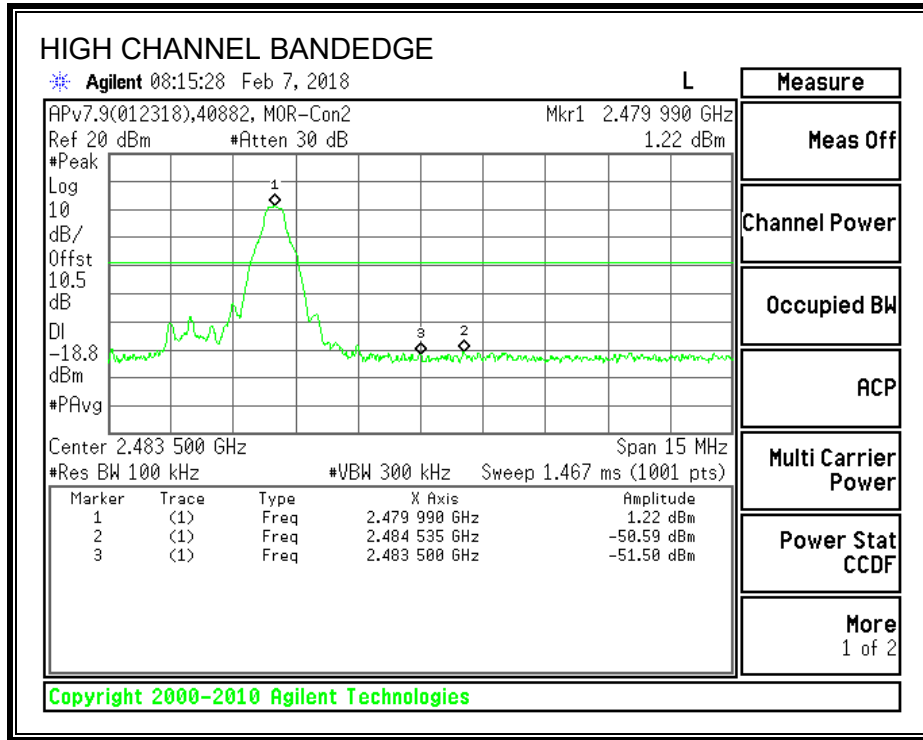 HIGH CHANNEL BANDEDGE
Agilent 08:15:28 Feb 7, 2018 L
APv7.9(012318),40882, MOR-Con2 Mkr1 2.479 990 GHz
Ref 20 dBm #Atten 30 dB 1.22 dBm
#Peak
Log
10
dB/
Offst
10.5
dB
DI
-18.8
dBm
#PAvg
1
3 2
Center 2.483 500 GHz Span 15 MHz
#Res BW 100 kHz #VBW 300 kHz Sweep 1.467 ms (1001 pts)
Marker Trace Type X Axis Amplitude
1 (1) Freq 2.479 990 GHz 1.22 dBm
2 (1) Freq 2.484 535 GHz -50.59 dBm
3 (1) Freq 2.483 500 GHz -51.50 dBm
Measure
Meas Off
Channel Power
Occupied BW
ACP
Multi Carrier
Power
Power Stat
CCDF
More
1 of 2
Copyright 2000-2010 Agilent Technologies